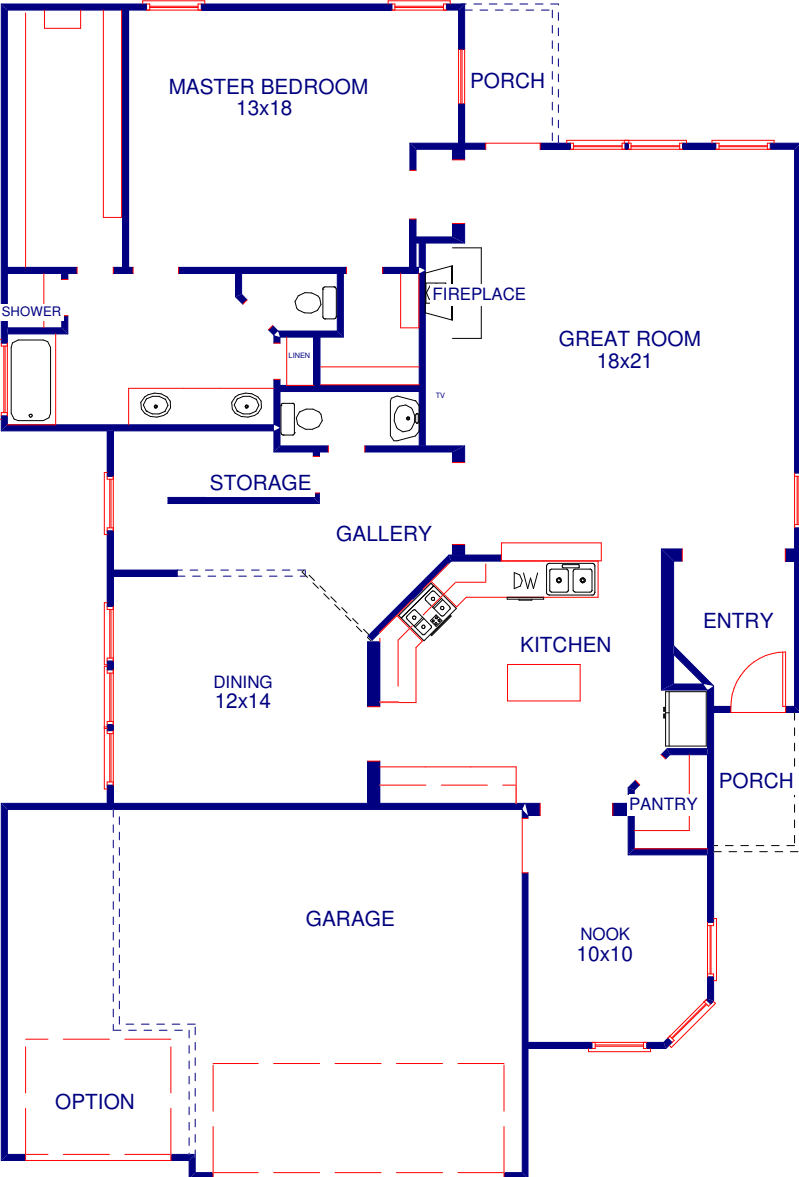 PORCH
MASTER BEDROOM
13x18
FIREPLACE
SHOWER
GREAT ROOM
18x21
LINEN
TV
STORAGE
GALLERY
DW
ENTRY
KITCHEN
DINING
12x14
PORCH
PANTRY
GARAGE
NOOK
10x10
OPTION